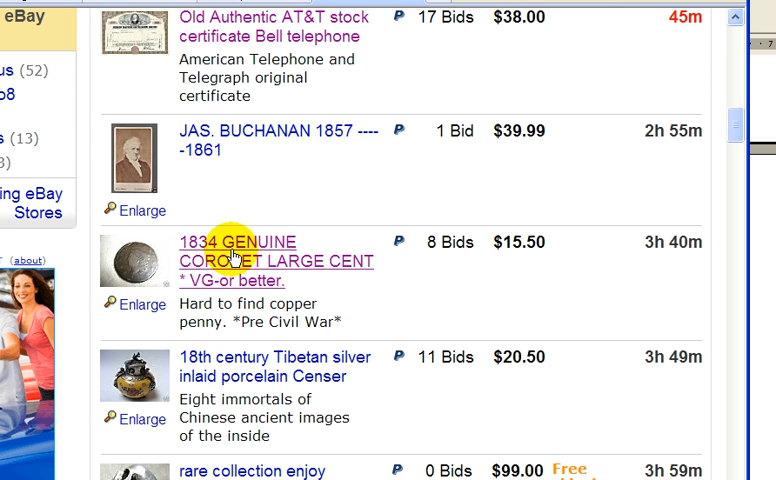 eBay
us (52)
o8
s (13)
3)
ing eBay
Stores
(about)
Old Authentic AT&T stock
certificate Bell telephone
American Telephone and
Telegraph original
certificate
17 Bids
$38.00
45m
JAS. BUCHANAN 1857 ----
-1861
1 Bid
$39.99
2h 55m
Enlarge
1834 GENUINE
CORONET LARGE CENT
* VG-or better.
Hard to find copper
penny. *Pre Civil War*
8 Bids
$15.50
3h 40m
Enlarge
18th century Tibetan silver
inlaid porcelain Censer
Eight immortals of
Chinese ancient images
of the inside
11 Bids
$20.50
3h 49m
Enlarge
rare collection enjoy
0 Bids
$99.00
Free
3h 59m
7